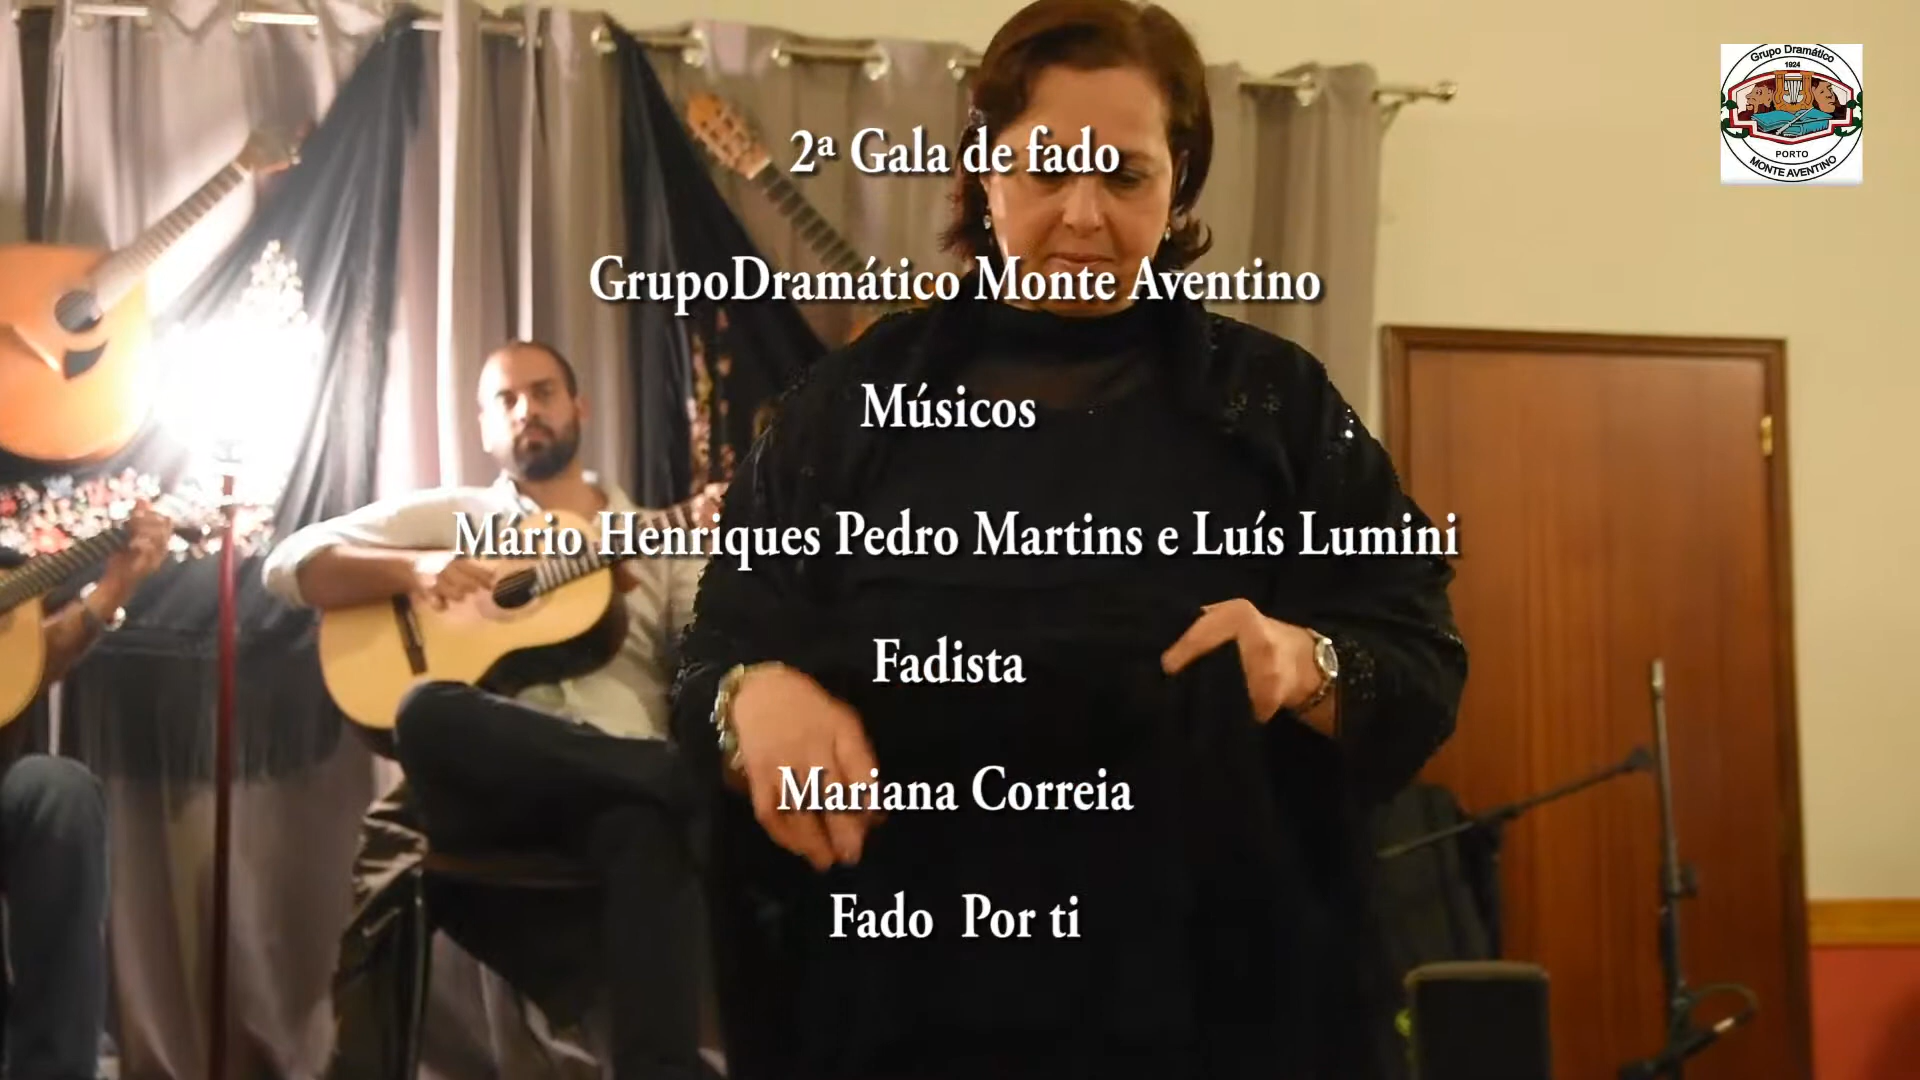 Grupo Dramático
1924
PORTO
MONTE AVENTINO
2ª Gala de fado
GrupoDramático Monte Aventino
Músicos
Mário Henriques Pedro Martins e Luís Lumini
Fadista
Mariana Correia
Fado  Por ti